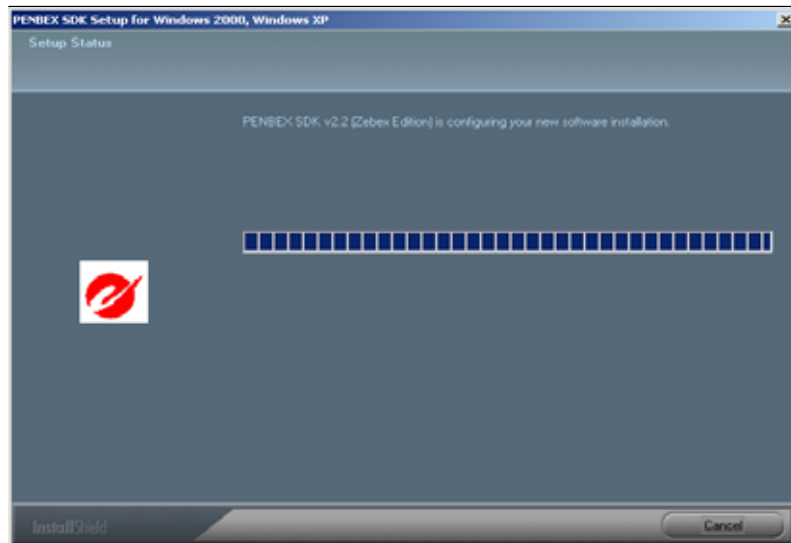 PENBEX SDK Setup for Windows 2000, Windows XP
Setup Status
PENBEX SDK v2.2 (Zebex Edition) is configuring your new software installation.
InstallShield
Cancel